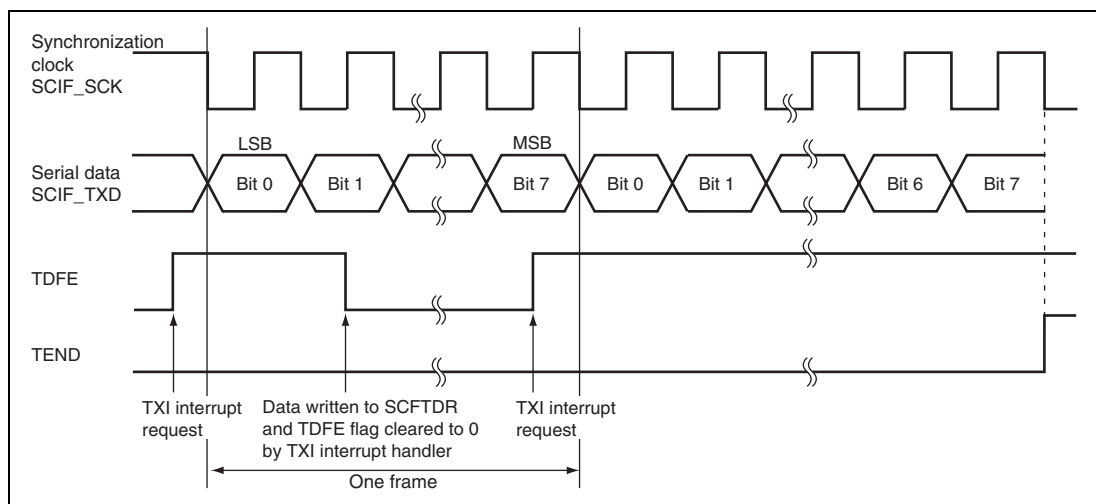 Synchronization
clock
SCIF_SCK
LSB
MSB
Serial data
SCIF_TXD
Bit 0
Bit 1
Bit 7
Bit 0
Bit 1
Bit 6
Bit 7
TDFE
TEND
TXI interrupt
request
Data written to SCFTDR
and TDFE flag cleared to 0
by TXI interrupt handler
TXI interrupt
request
One frame